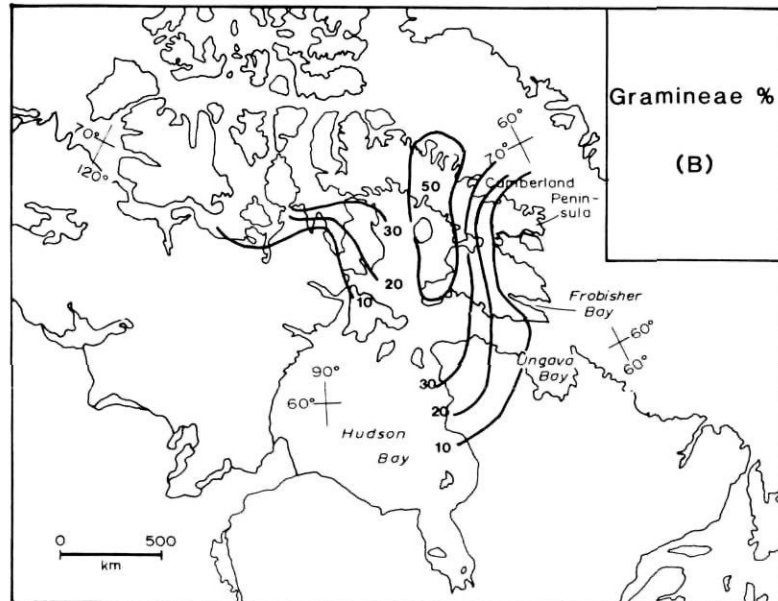 Gramineae %
(B)
70°
120°
60°
70°
50
Cumberland
Penin-
sula
30
20
10
Frobisher
Bay
60°
60°
Ungava
Bay
90°
60°
30
20
10
Hudson
Bay
0 500
km